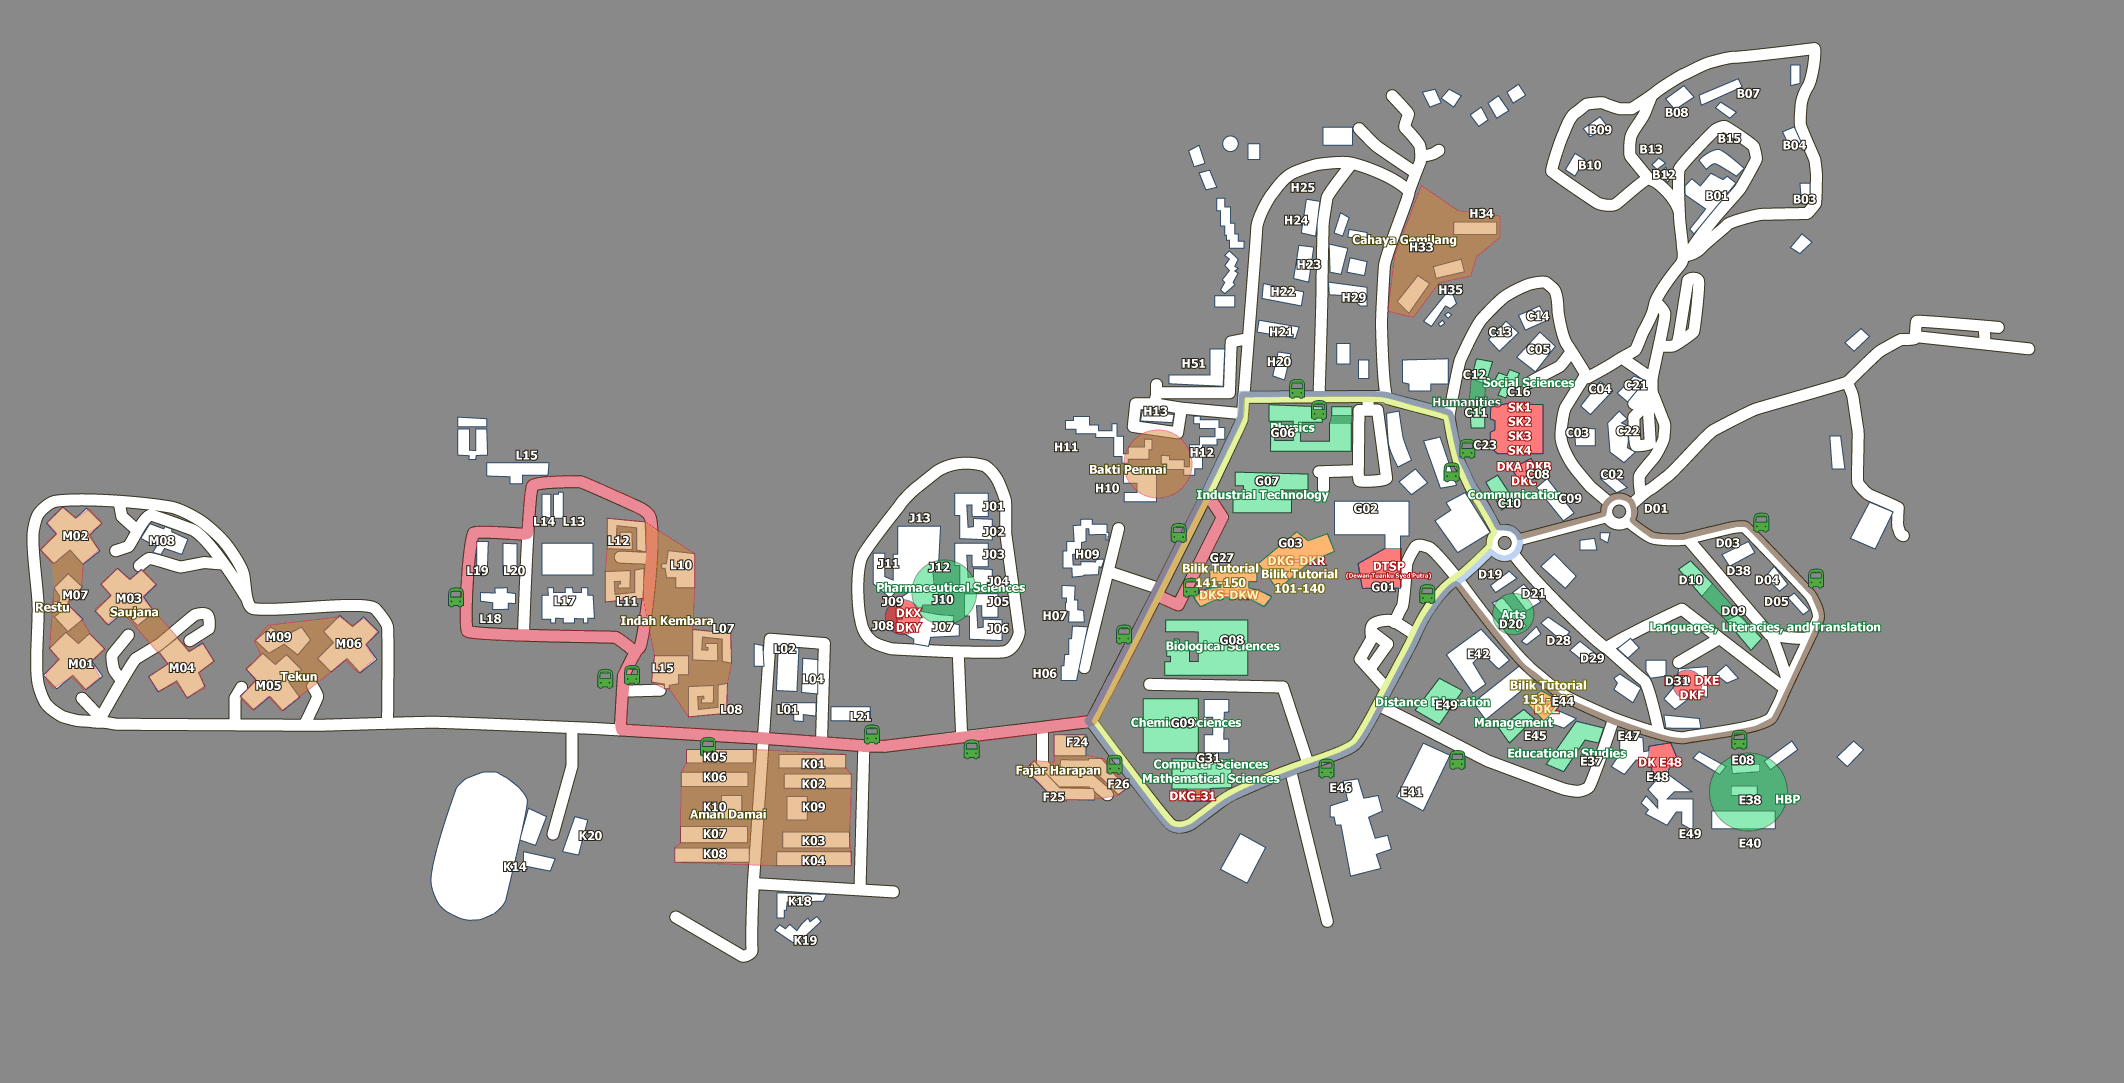 B07
B08
B09
B15
B13
B04
B10
B12
B01
B03
H25
H24
H34
Cahaya Gemilang
H33
H23
H22
H29
H35
H21
H20
H51
C14
C13
C05
C12
Social Sciences
C16
C04
C21
Humanities
SK1
C11
SK2
SK3
SK4
C23
C03
C22
H13
Physics
G06
H11
H12
Bakti Permai
H10
G07
Industrial Technology
DKA DKB
DKC
C08
C02
Communication
C10
C09
D01
G02
L15
L14
L13
J01
J13
J02
J03
M02
M08
L12
H09
G03
D03
L10
J11
J12
J04
G27
DKG-DKR
DTSP
(Dewan Tuanku Syed Putra)
G01
D38
D19
D10
D04
L19
L20
Pharmaceutical Sciences
Bilik Tutorial
141-150
Bilik Tutorial
101-140
DKS-DKW
M07
M03
Restu
Saujana
L17
L11
J09
J10
J05
DKX
DKY
J08
J07
J06
H07
D21
D05
D09
Arts
D20
L18
Indah Kembara
L07
Languages, Literacies, and Translation
M09
M06
M01
M04
G08
Biological Sciences
D28
D29
E42
L02
L15
L04
H06
Tekun
M05
D31
DKE
DKF
Bilik Tutorial
151-
E44
DKZ
Distance Education
E49
L08
L01
L21
Chemical Sciences
G09
Management
E45
E47
F24
K05
K01
G31
Computer Sciences
Educational Studies
E37
DK E48
E08
Fajar Harapan
K06
K02
Mathematical Sciences
E48
F26
F25
DKG-31
E46
E41
K10
K09
Aman Damai
E38
HBP
K07
K03
K20
E49
E40
K08
K04
K14
K18
K19